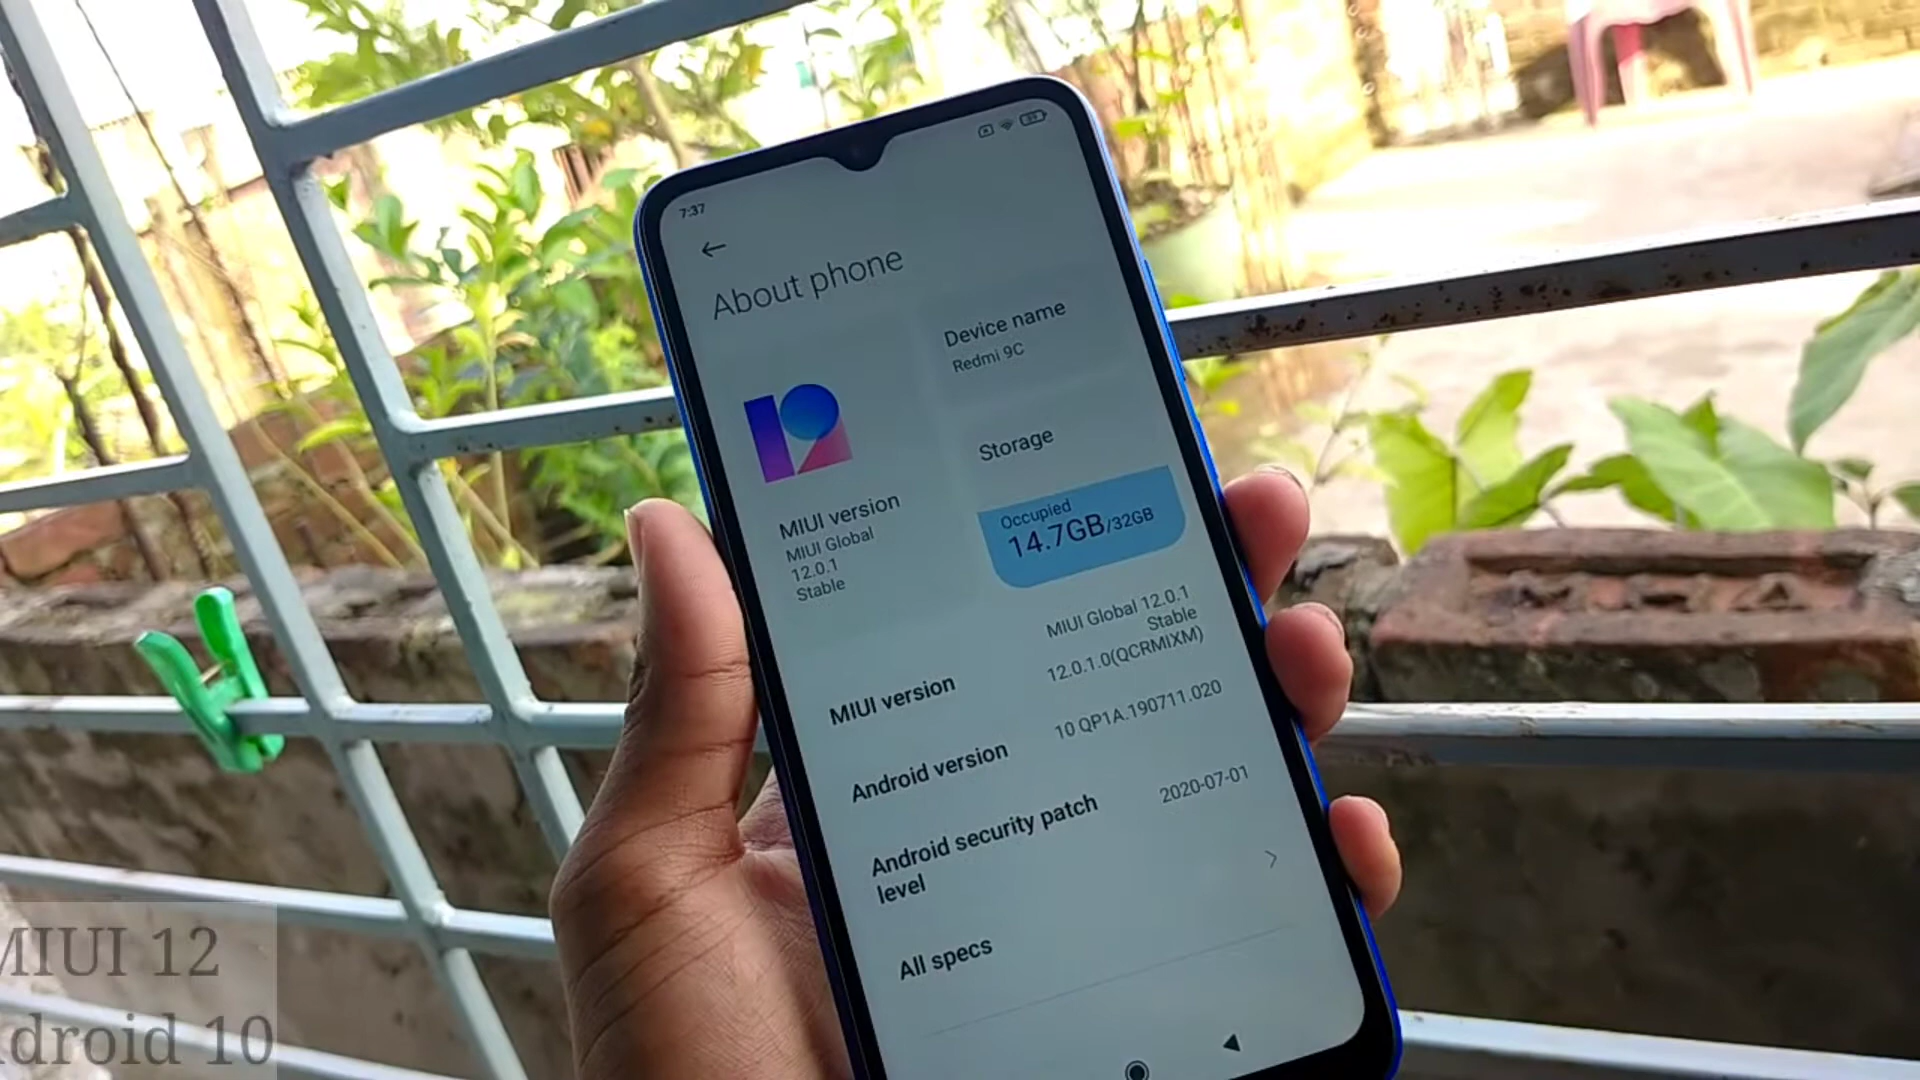 7:37
About phone
Device name
Redmi 9C
MIUI version
MIUI Global
12.0.1
Stable
Storage
Occupied
14.7GB/32GB
MIUI version
MIUI Global 12.0.1
Stable
12.0.1.0(QCRMIXM)
Android version
10 QP1A.190711.020
Android security patch
level
2020-07-01
All specs
MIUI 12
droid 10